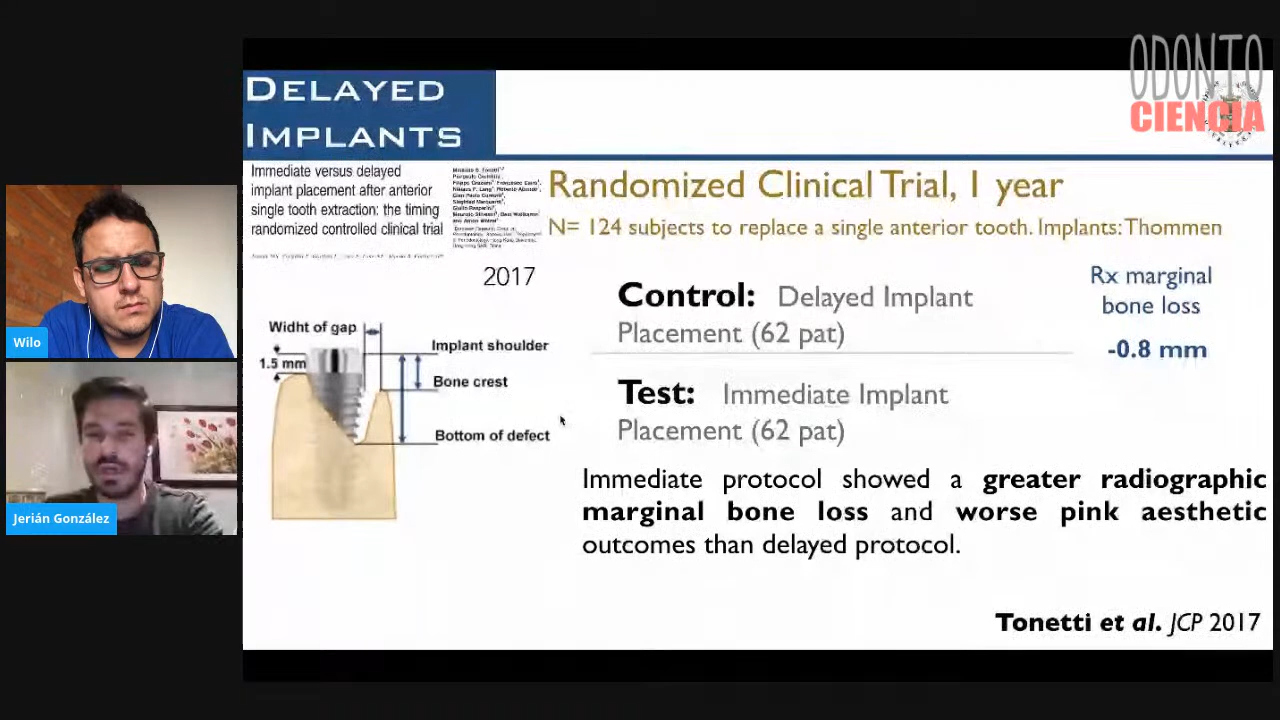 ODONTO
CIENCIA
DELAYED
IMPLANTS
Immediate versus delayed
implant placement after anterior
single tooth extraction: the timing
randomized controlled clinical trial
Randomized Clinical Trial, 1 year
N= 124 subjects to replace a single anterior tooth. Implants: Thommen
2017
Widht of gap
1.5 mm
Implant shoulder
Bone crest
Bottom of defect
Control: Delayed Implant
Placement (62 pat)
Rx marginal
bone loss
-0.8 mm
Test: Immediate Implant
Placement (62 pat)
Immediate protocol showed a greater radiographic
marginal bone loss and worse pink aesthetic
outcomes than delayed protocol.
Tonetti et al. JCP 2017
Wilo
Jerián González